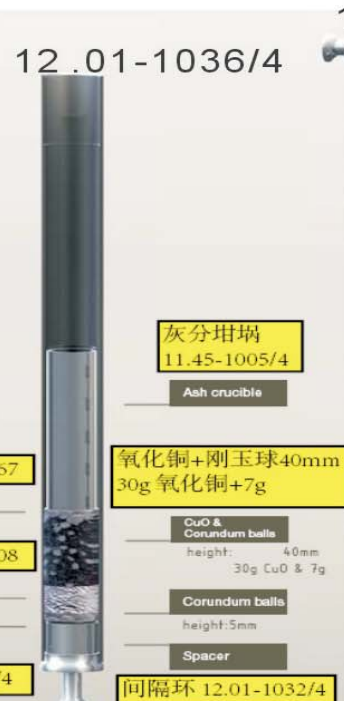 12 .01-1036/4
灰分坩埚
11.45-1005/4
Ash crucible
67
氧化铜+刚玉球40mm
30g 氧化铜+7g
CuO &
Corundum balls
height: 40mm
30g CuO & 7g
08
Corundum balls
height:5mm
Spacer
/4
间隔环 12.01-1032/4